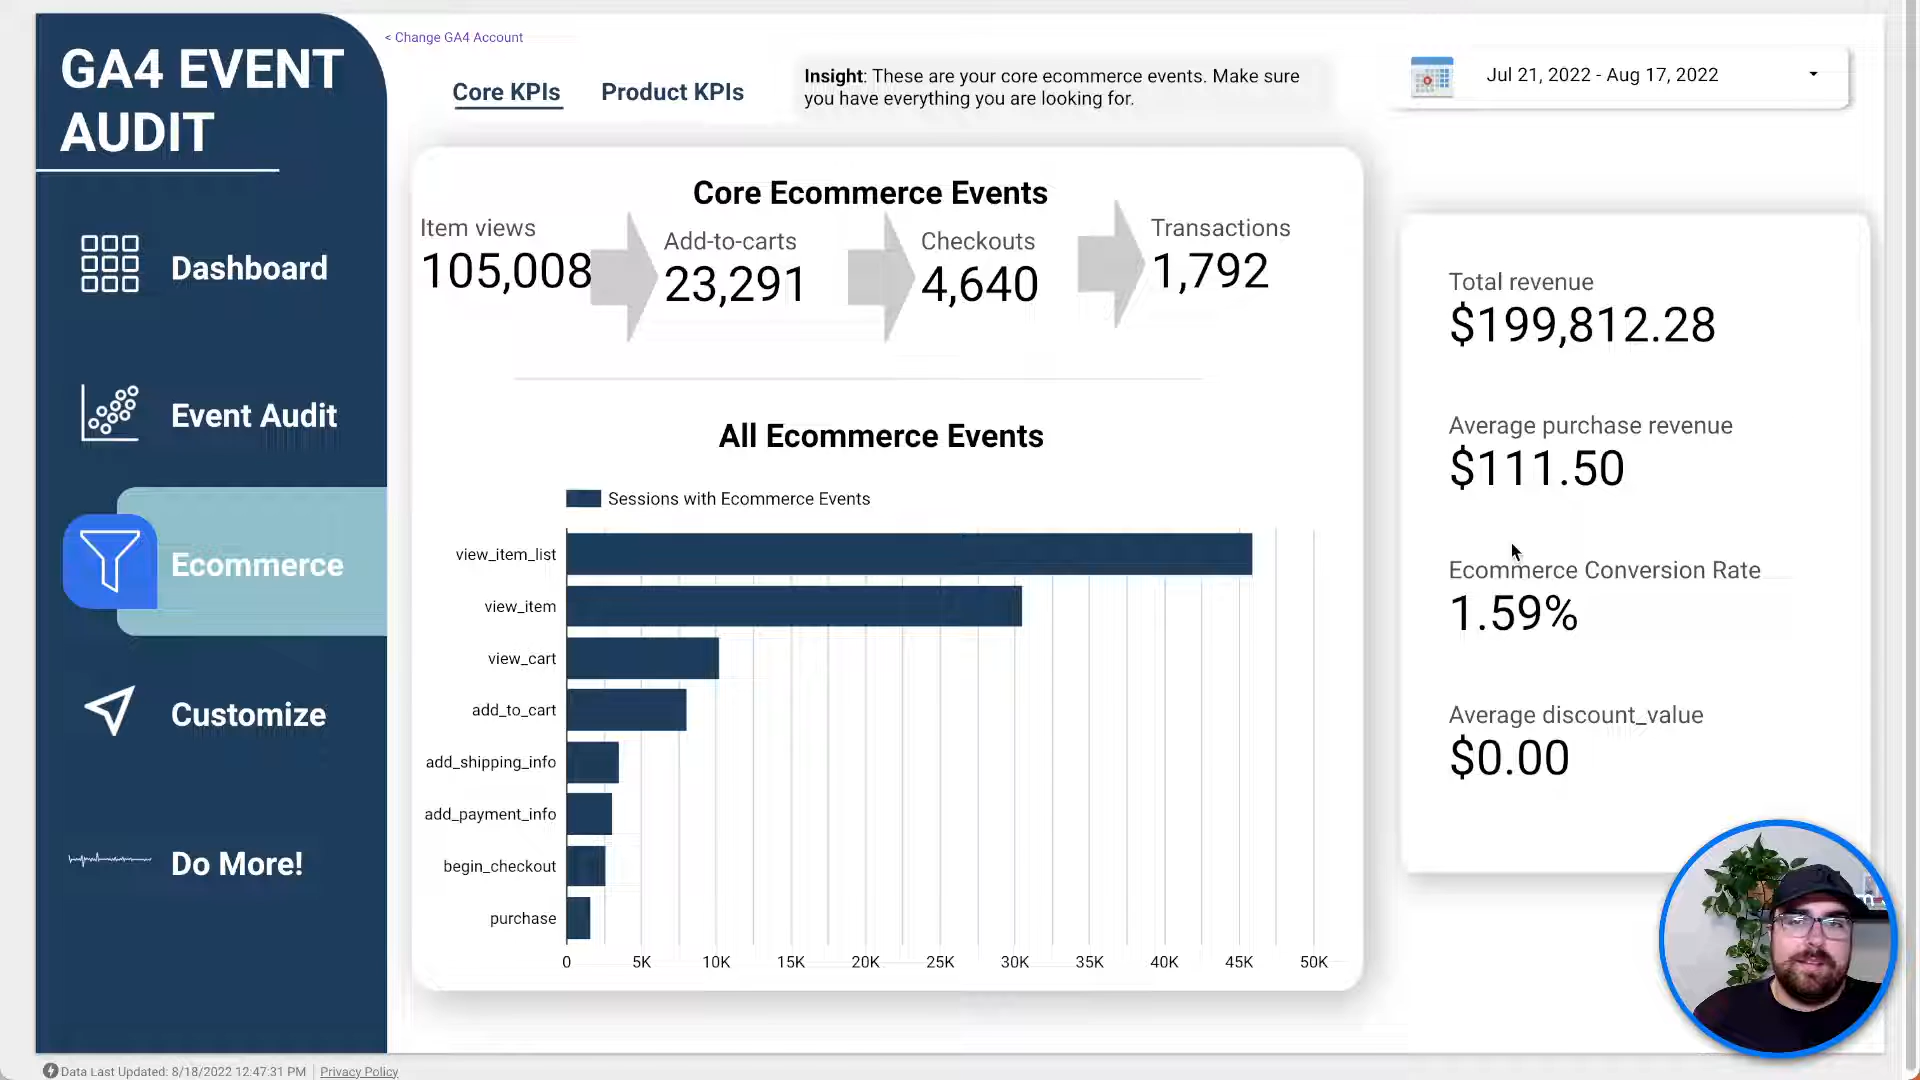 GA4 EVENT
AUDIT
Dashboard
Event Audit
Ecommerce
Customize
Do More!
< Change GA4 Account
Core KPIs
Product KPIs
Insight: These are your core ecommerce events. Make sure
you have everything you are looking for.
Jul 21, 2022 - Aug 17, 2022
Core Ecommerce Events
Item views
105,008
Add-to-carts
23,291
Checkouts
4,640
Transactions
1,792
All Ecommerce Events
Sessions with Ecommerce Events
view_item_list
view_item
view_cart
add_to_cart
add_shipping_info
add_payment_info
begin_checkout
purchase
0 5K 10K 15K 20K 25K 30K 35K 40K 45K 50K
Total revenue
$199,812.28
Average purchase revenue
$111.50
Ecommerce Conversion Rate
1.59%
Average discount_value
$0.00
Data Last Updated: 8/18/2022 12:47:31 PM
Privacy Policy